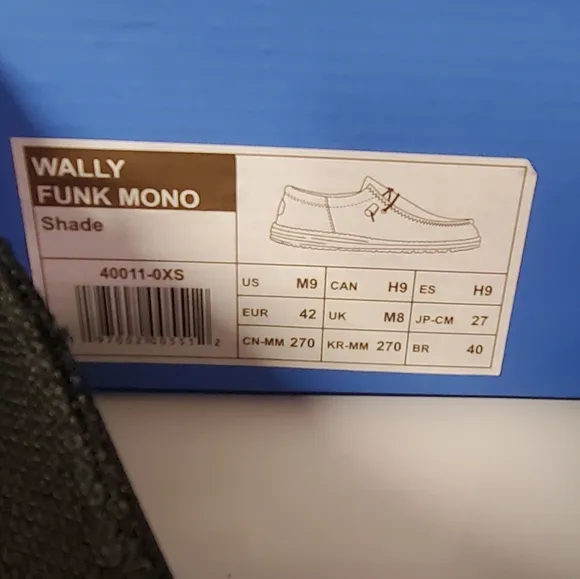 WALLY
FUNK MONO
Shade
40011-0XS
US M9 CAN H9 ES H9
EUR 42 UK M8 JP-CM 27
CN-MM 270 KR-MM 270 BR 40